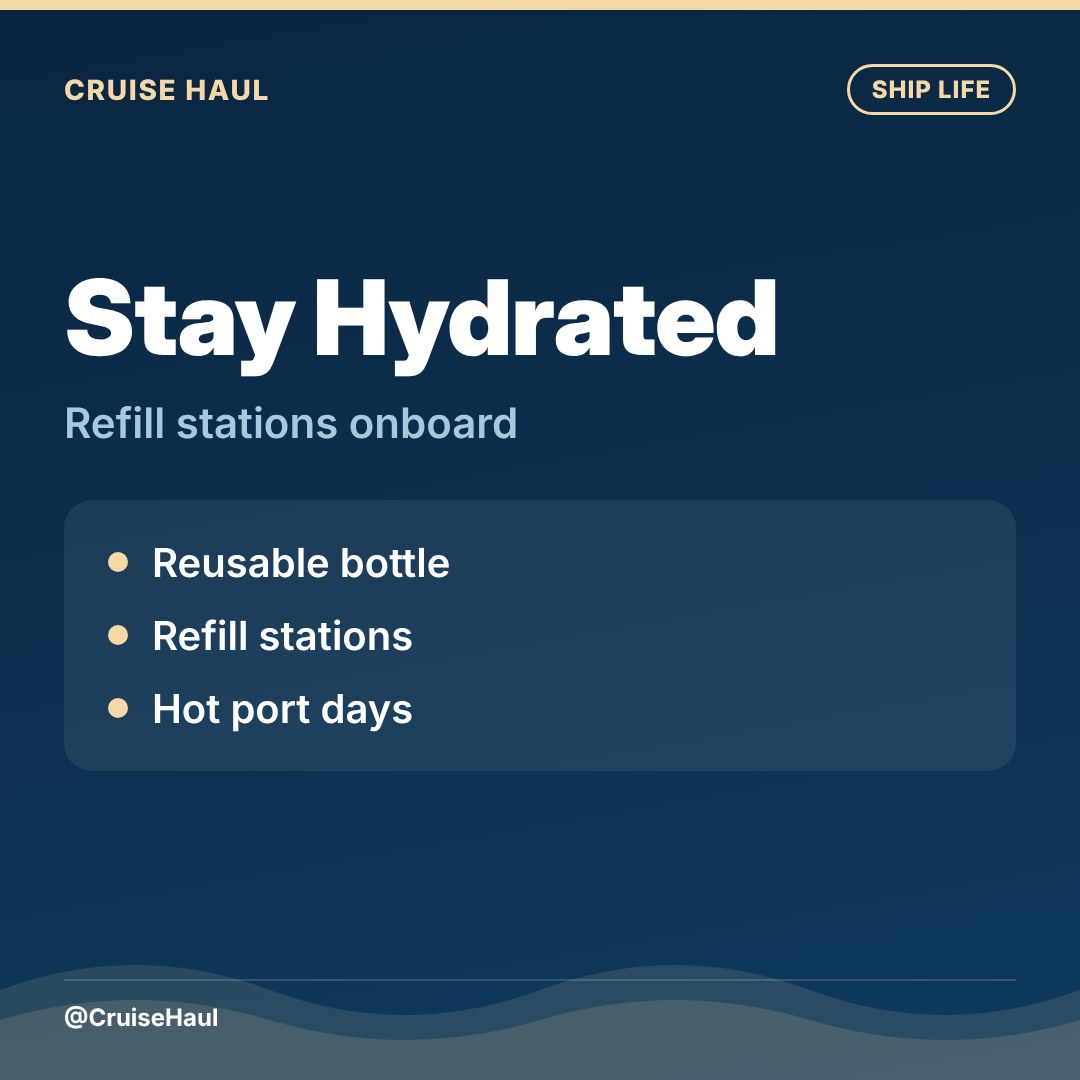 CRUISE HAUL
SHIP LIFE
Stay Hydrated
Refill stations onboard
Reusable bottle
Refill stations
Hot port days
@CruiseHaul